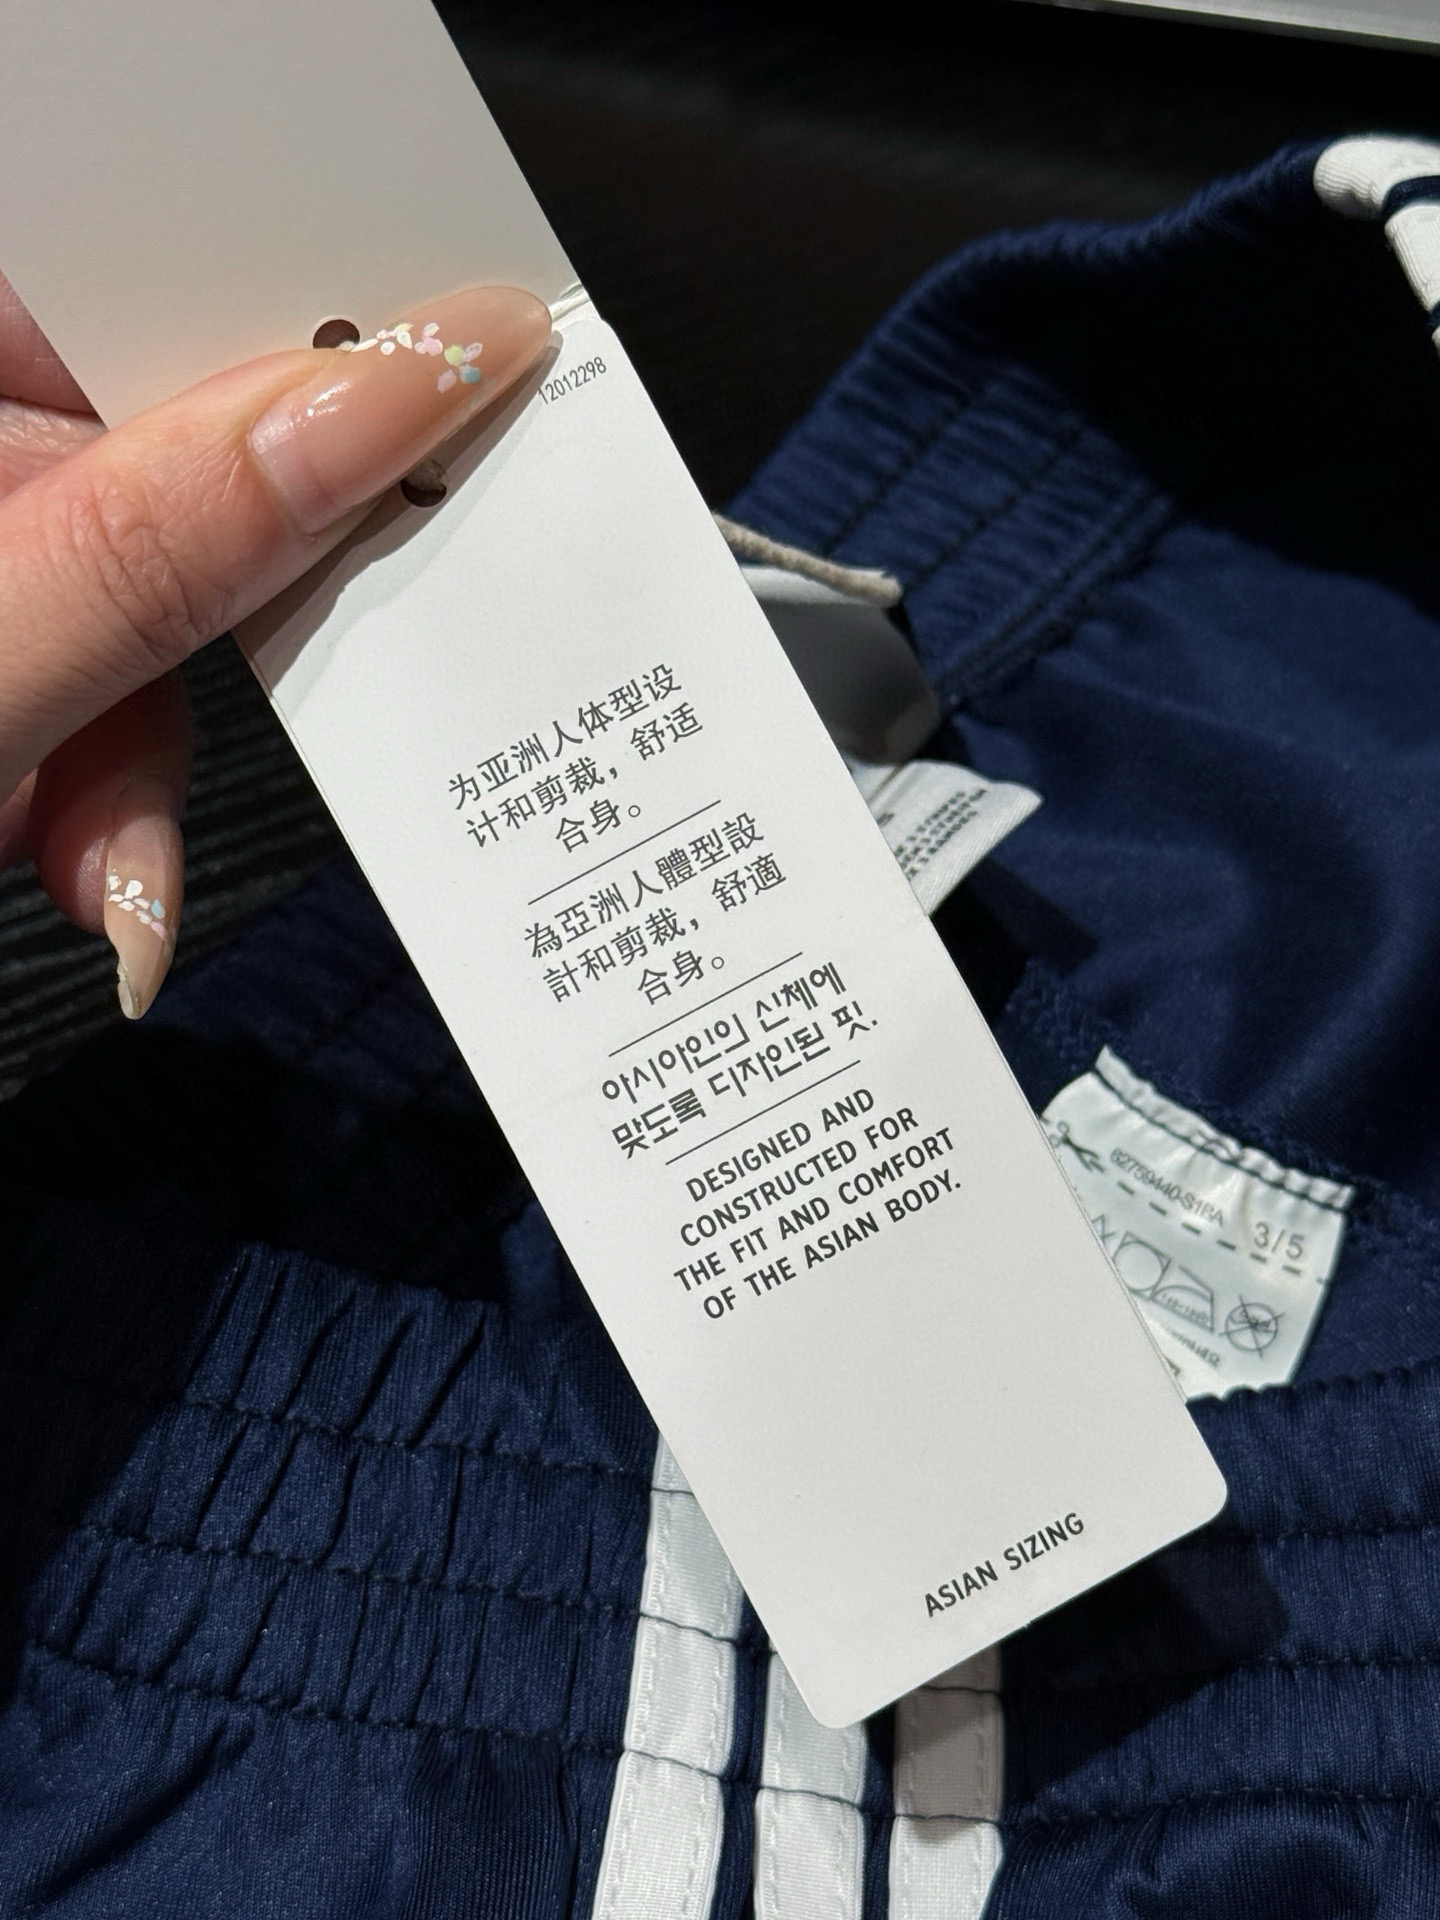 12012298
为亚洲人体型设
计和剪裁，舒适
合身。
為亞洲人體型設
計和剪裁，舒適
合身。
아시아인의 신체에
맞도록 디자인된 핏.
DESIGNED AND
CONSTRUCTED FOR
THE FIT AND COMFORT
OF THE ASIAN BODY.
ASIAN SIZING
62759440-S1BA
3/5